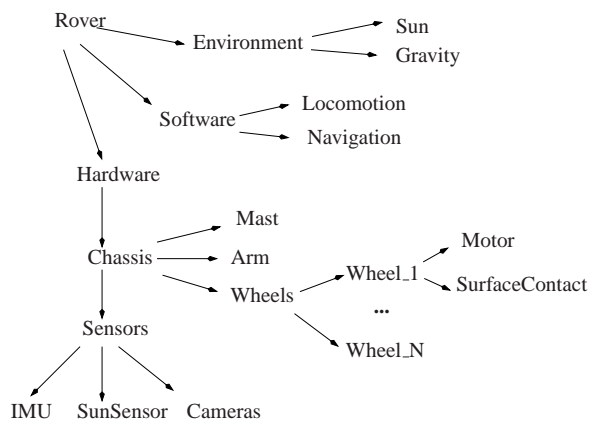 Rover
Sun
Environment
Gravity
Locomotion
Software
Navigation
Hardware
Mast
Motor
Chassis
Arm
Wheel_1
SurfaceContact
Wheels
...
Sensors
Wheel_N
IMU
SunSensor
Cameras